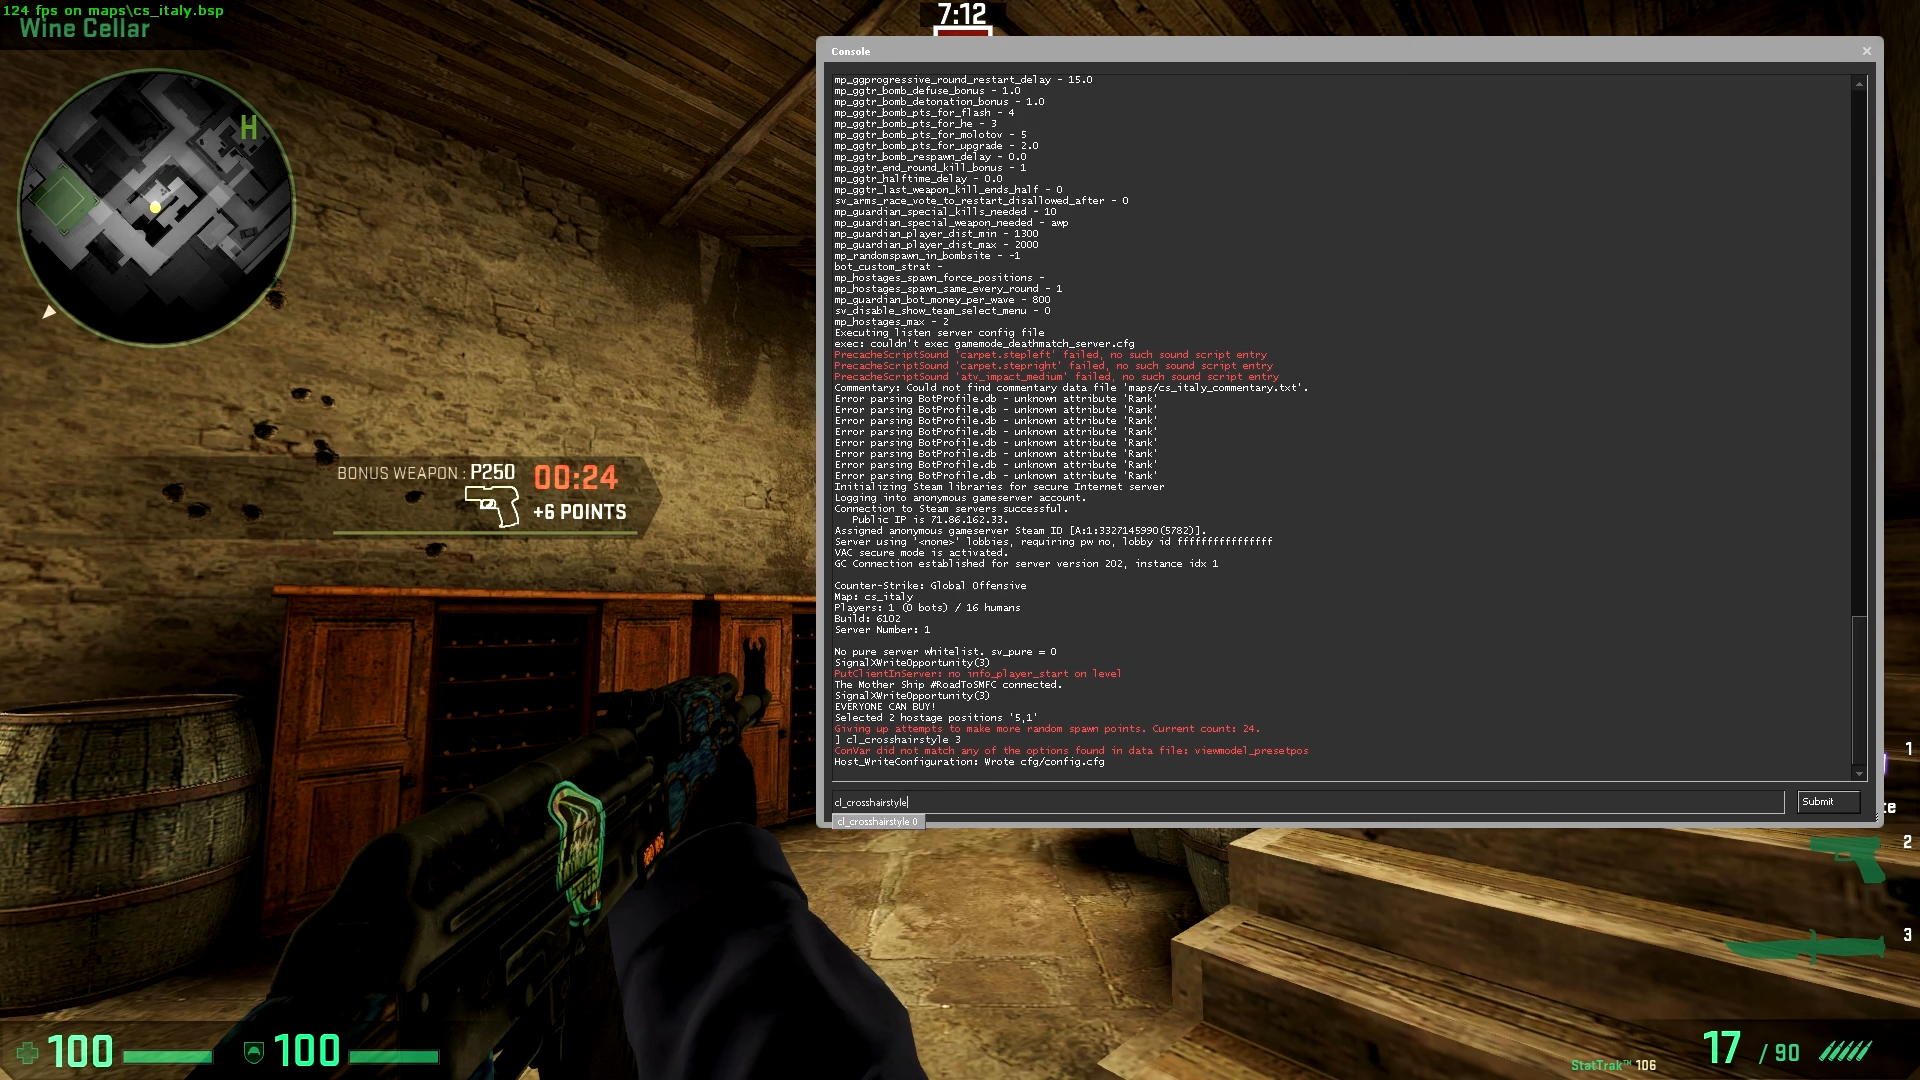 124 fps on maps\cs_italy.bsp
Wine Cellar
7:12
H
Console
mp_ggprogressive_round_restart_delay - 15.0
mp_ggtr_bomb_defuse_bonus - 1.0
mp_ggtr_bomb_detonation_bonus - 1.0
mp_ggtr_bomb_pts_for_flash - 4
mp_ggtr_bomb_pts_for_he - 3
mp_ggtr_bomb_pts_for_molotov - 5
mp_ggtr_bomb_pts_for_upgrade - 2.0
mp_ggtr_bomb_respawn_delay - 0.0
mp_ggtr_end_round_kill_bonus - 1
mp_ggtr_halftime_delay - 0.0
mp_ggtr_last_weapon_kill_ends_half - 0
sv_arms_race_vote_to_restart_disallowed_after - 0
mp_guardian_special_kills_needed - 10
mp_guardian_special_weapon_needed - awp
mp_guardian_player_dist_min - 1300
mp_guardian_player_dist_max - 2000
mp_randomspawn_in_bombsite - -1
bot_custom_strat -
mp_hostages_spawn_force_positions -
mp_hostages_spawn_same_every_round - 1
mp_guardian_bot_money_per_wave - 800
sv_disable_show_team_select_menu - 0
mp_hostages_max - 2
Executing listen server config file
exec: couldn't exec gamemode_deathmatch_server.cfg
PrecacheScriptSound 'carpet.stepleft' failed, no such sound script entry
PrecacheScriptSound 'carpet.stepright' failed, no such sound script entry
PrecacheScriptSound 'atv_impact_medium' failed, no such sound script entry
Commentary: Could not find commentary data file 'maps/cs_italy_commentary.txt'.
Error parsing BotProfile.db - unknown attribute 'Rank'
Error parsing BotProfile.db - unknown attribute 'Rank'
Error parsing BotProfile.db - unknown attribute 'Rank'
Error parsing BotProfile.db - unknown attribute 'Rank'
Error parsing BotProfile.db - unknown attribute 'Rank'
Error parsing BotProfile.db - unknown attribute 'Rank'
Error parsing BotProfile.db - unknown attribute 'Rank'
Error parsing BotProfile.db - unknown attribute 'Rank'
Initializing Steam libraries for secure Internet server
Logging into anonymous gameserver account.
Connection to Steam servers successful.
Public IP is 71.86.162.33.
Assigned anonymous gameserver Steam ID [A:1:3327145990(5782)].
Server using '<none>' lobbies, requiring pw no, lobby id ffffffffffffffff
VAC secure mode is activated.
GC Connection established for server version 202, instance idx 1
Counter-Strike: Global Offensive
Map: cs_italy
Players: 1 (0 bots) / 16 humans
Build: 6102
Server Number: 1
No pure server whitelist. sv_pure = 0
SignalXWriteOpportunity(3)
PutClientInServer: no info_player_start on level
The Mother Ship #RoadToSMFC connected.
SignalXWriteOpportunity(3)
EVERYONE CAN BUY!
Selected 2 hostage positions '5,1'
Giving up attempts to make more random spawn points. Current count: 24.
] cl_crosshairstyle 3
ConVar did not match any of the options found in data file: viewmodel_presetpos
Host_WriteConfiguration: Wrote cfg/config.cfg
cl_crosshairstyle
Submit
cl_crosshairstyle 0
BONUS WEAPON : P250 00:24
+6 POINTS
1
2
3
100
100
17 / 90
StatTrak™ 106